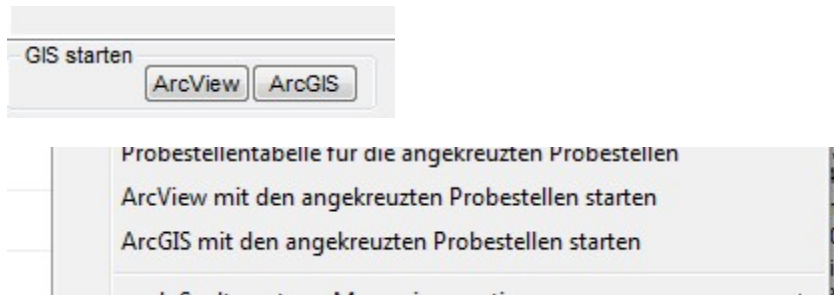 GIS starten
ArcView ArcGIS
Probestellentabelle für die angekreuzten Probestellen
ArcView mit den angekreuzten Probestellen starten
ArcGIS mit den angekreuzten Probestellen starten